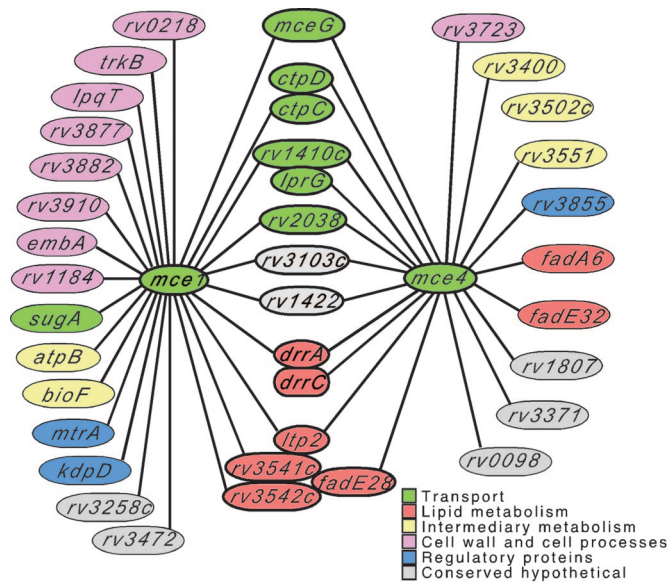 rv0218
trkB
lpqT
rv3877
rv3882
rv3910
embA
rv1184
sugA
atpB
bioF
mtrA
kdpD
rv3258c
rv3472
mce1
mceG
ctpD
ctpC
rv1410c
lprG
rv2038
rv3103c
rv1422
drrA
drrC
ltp2
rv3541c
rv3542c
fadE28
mce4
rv3723
rv3400
rv3502c
rv3551
rv3855
fadA6
fadE32
rv1807
rv3371
rv0098
Transport
Lipid metabolism
Intermediary metabolism
Cell wall and cell processes
Regulatory proteins
Conserved hypothetical